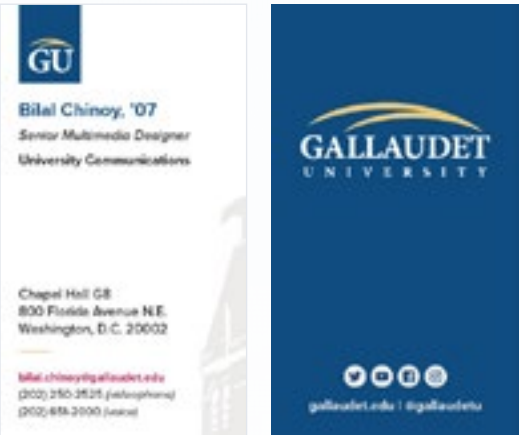 GU
Bilal Chinoy, '07
Senior Multimedia Designer
University Communications
Chapel Hall G8
800 Florida Avenue N.E.
Washington, D.C. 20002
bilal.chinoy@gallaudet.edu
(202) 250-2525 (videophone)
(202) 651-2000 (voice)
GALLAUDET
UNIVERSITY
gallaudet.edu | @gallaudetu